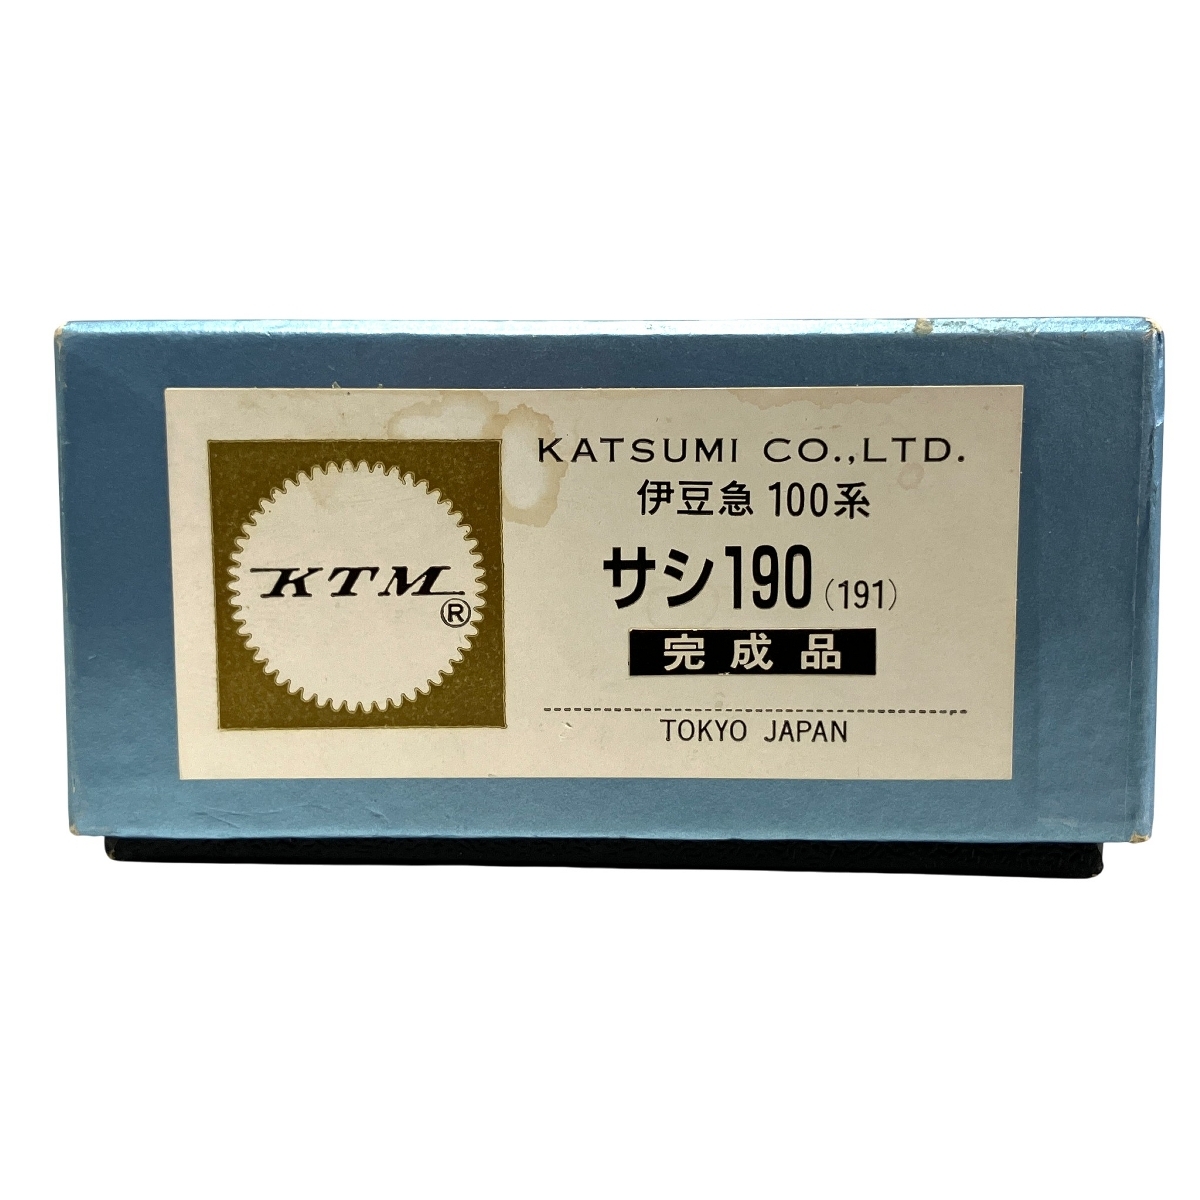 KTM®
KATSUMI CO.,LTD.
伊豆急 100系
サシ190(191)
完成品
TOKYO JAPAN